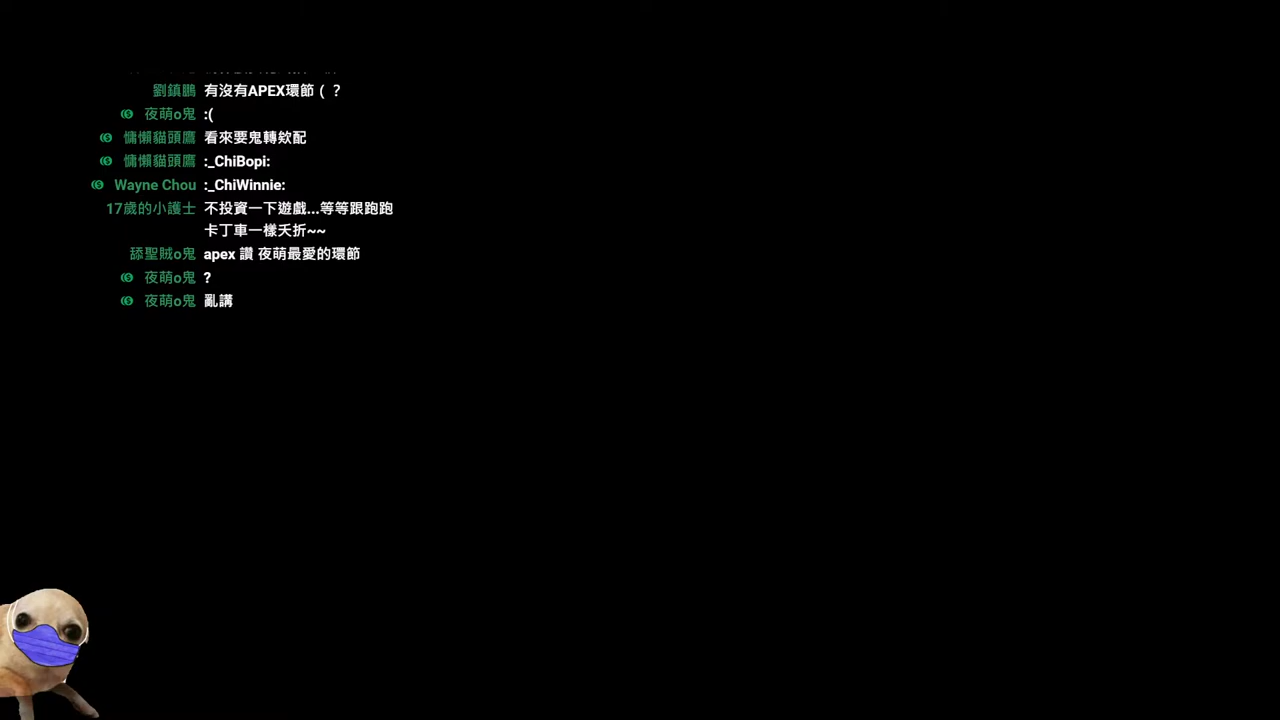 劉鎮鵬 有沒有APEX環節（ ？
夜萌o鬼 :(
慵懶貓頭鷹 看來要鬼轉欸配
慵懶貓頭鷹 :_ChiBopi:
Wayne Chou :_ChiWinnie:
17歲的小護士 不投資一下遊戲...等等跟跑跑
卡丁車一樣夭折~~
舔聖賊o鬼 apex 讚 夜萌最愛的環節
夜萌o鬼 ?
夜萌o鬼 亂講